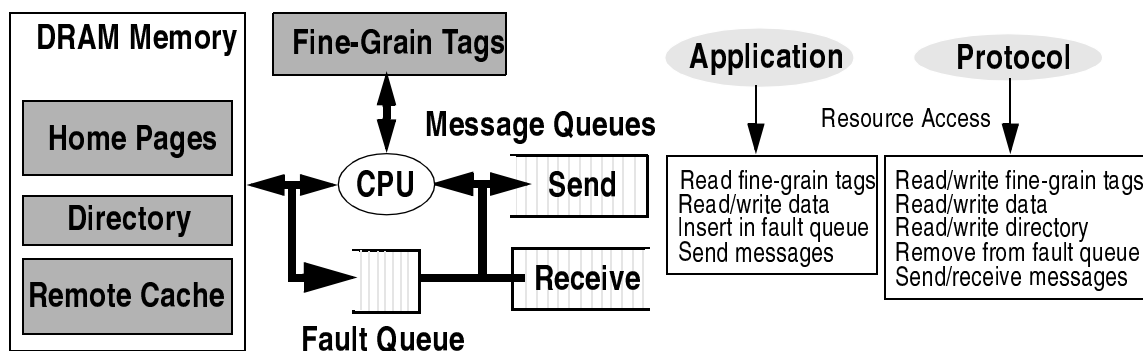 DRAM Memory
Home Pages
Directory
Remote Cache
Fine-Grain Tags
Message Queues
CPU
Send
Receive
Fault Queue
Application
Protocol
Resource Access
Read fine-grain tags
Read/write data
Insert in fault queue
Send messages
Read/write fine-grain tags
Read/write data
Read/write directory
Remove from fault queue
Send/receive messages